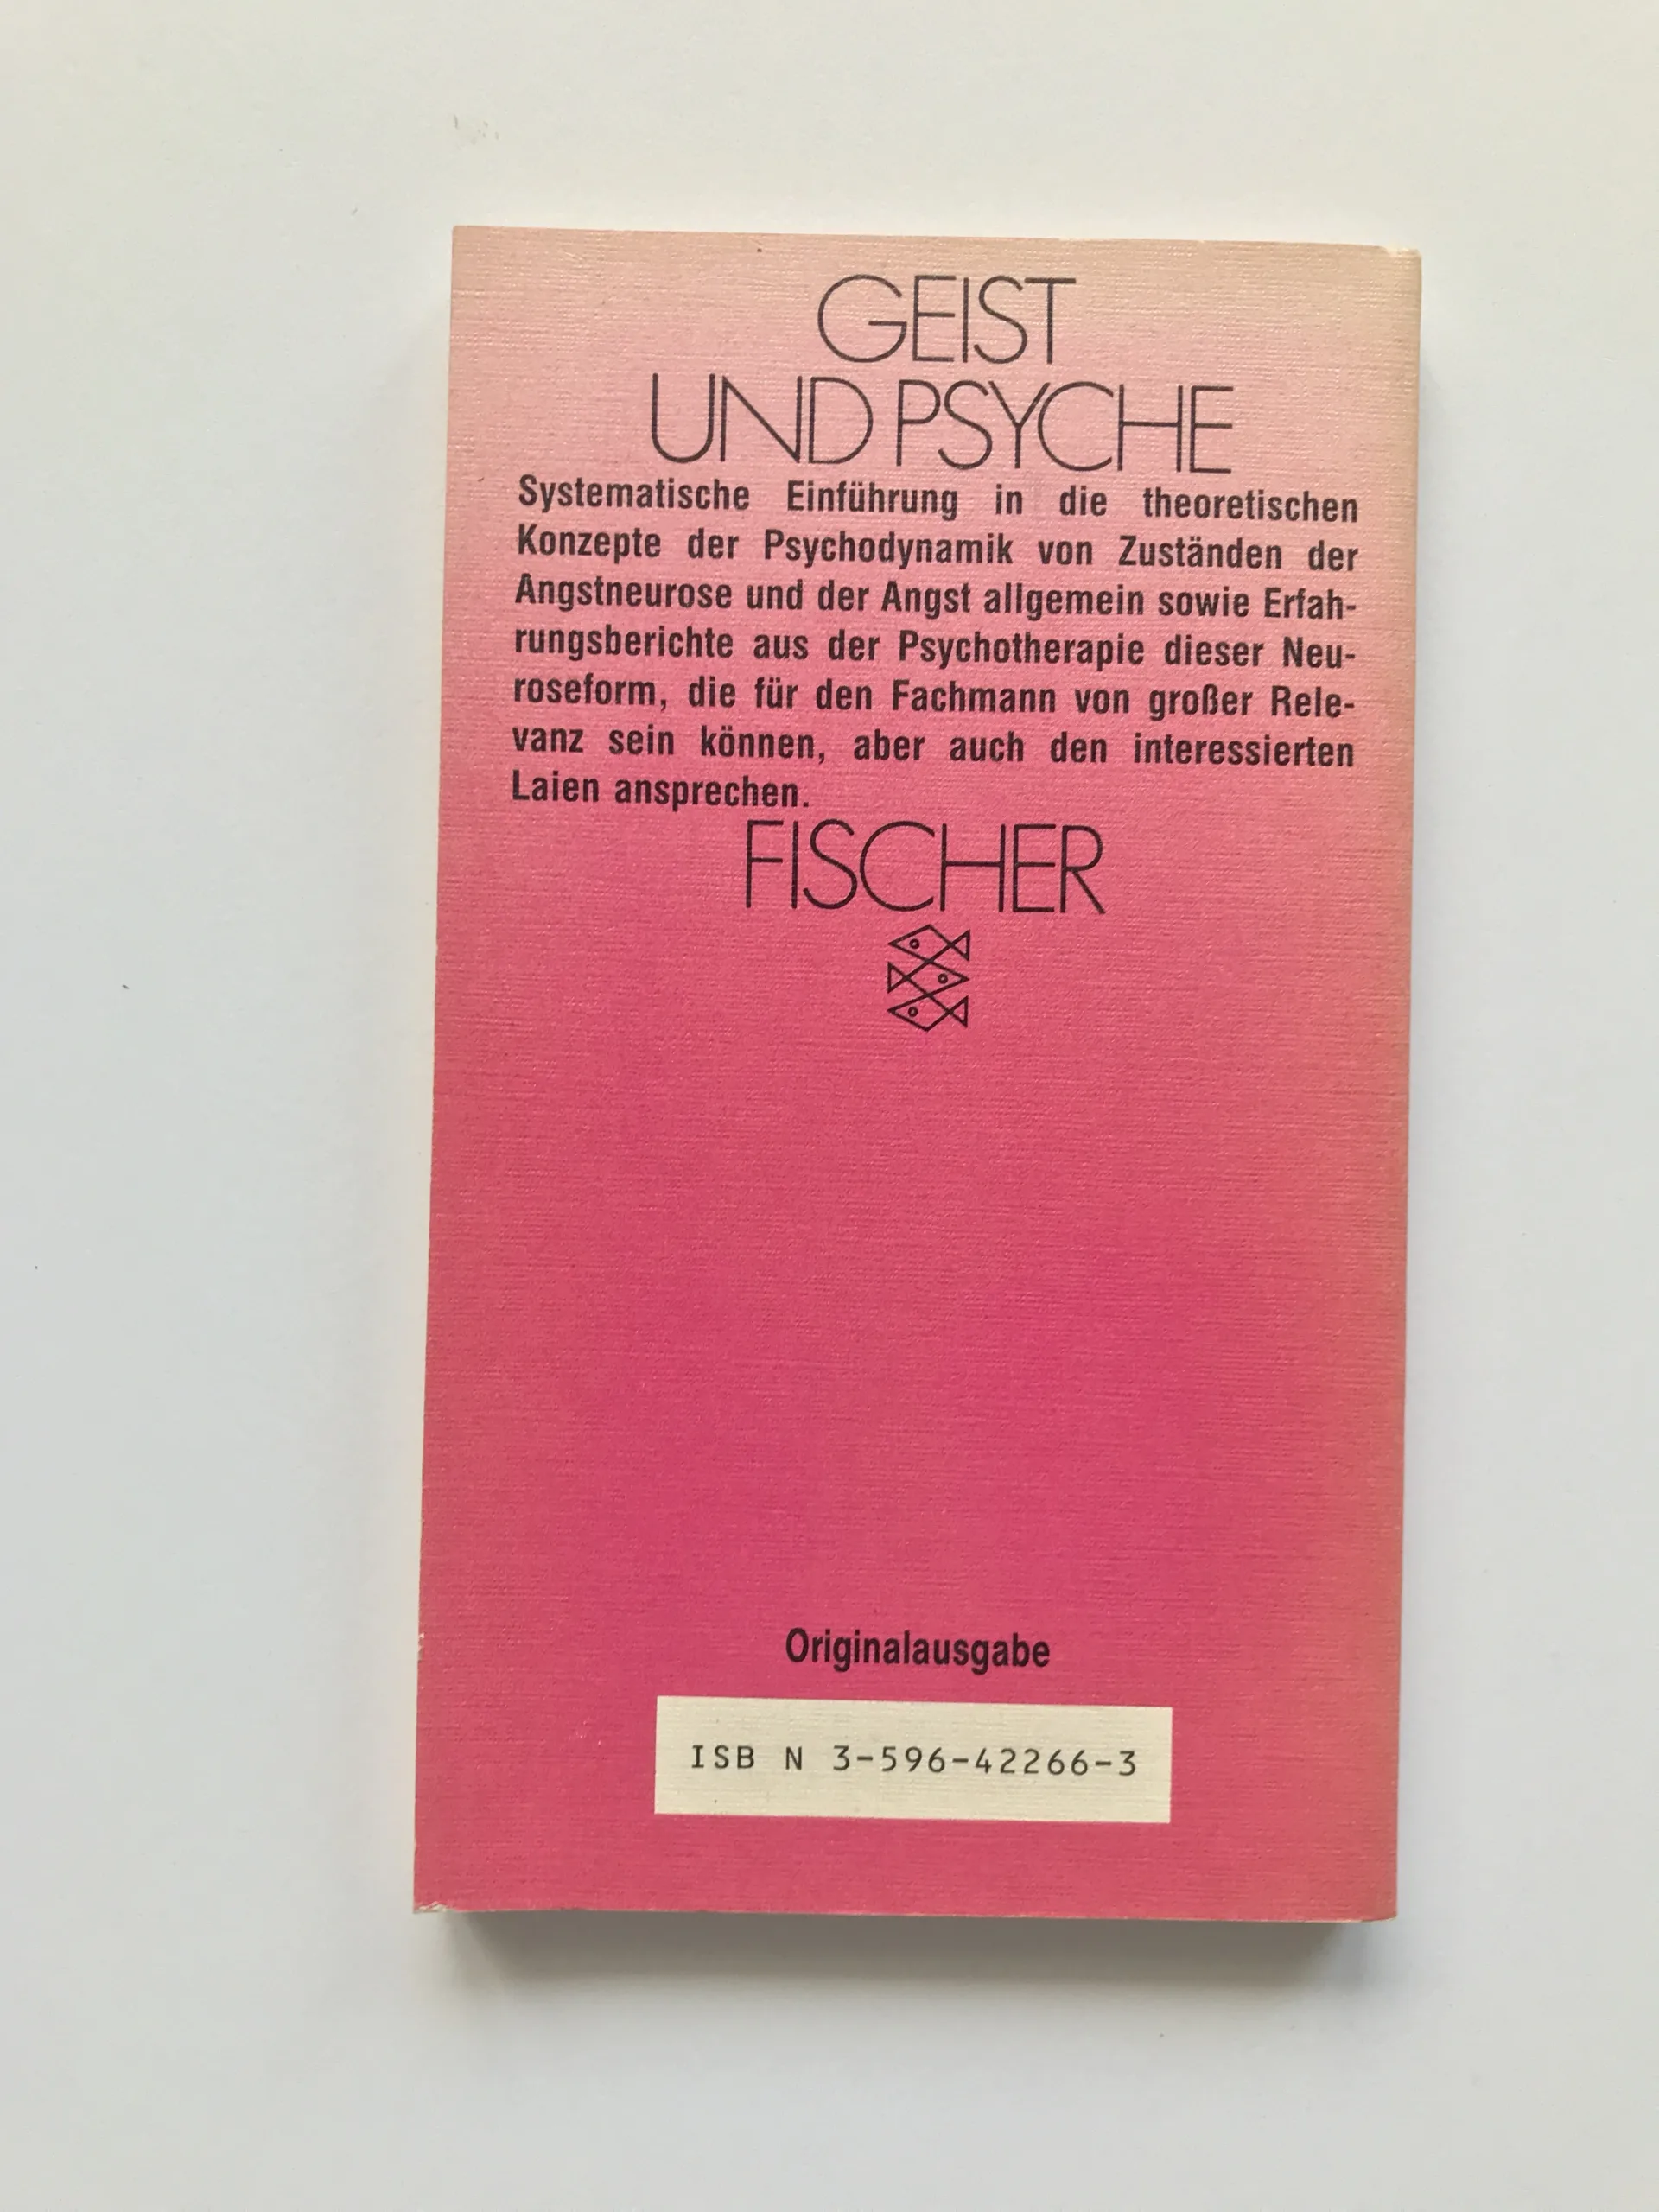 GEIST
UND PSYCHE
Systematische Einführung in die theoretischen
Konzepte der Psychodynamik von Zuständen der
Angstneurose und der Angst allgemein sowie Erfah-
rungsberichte aus der Psychotherapie dieser Neu-
roseform, die für den Fachmann von großer Rele-
vanz sein können, aber auch den interessierten
Laien ansprechen.
FISCHER
Originalausgabe
ISB N 3-596-42266-3